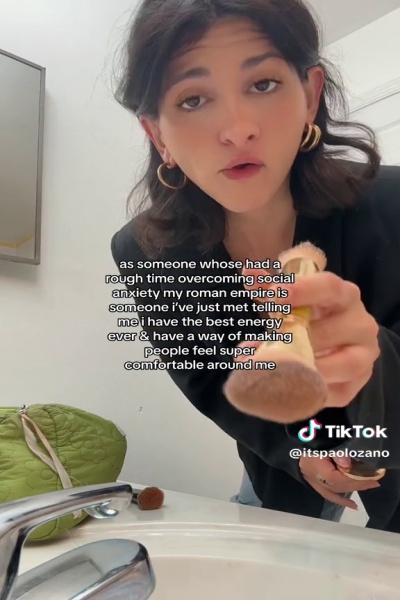 as someone whose had a
rough time overcoming social
anxiety my roman empire is
someone i've just met telling
me i have the best energy
ever & have a way of making
people feel super
comfortable around me
TikTok
@itspaolozano